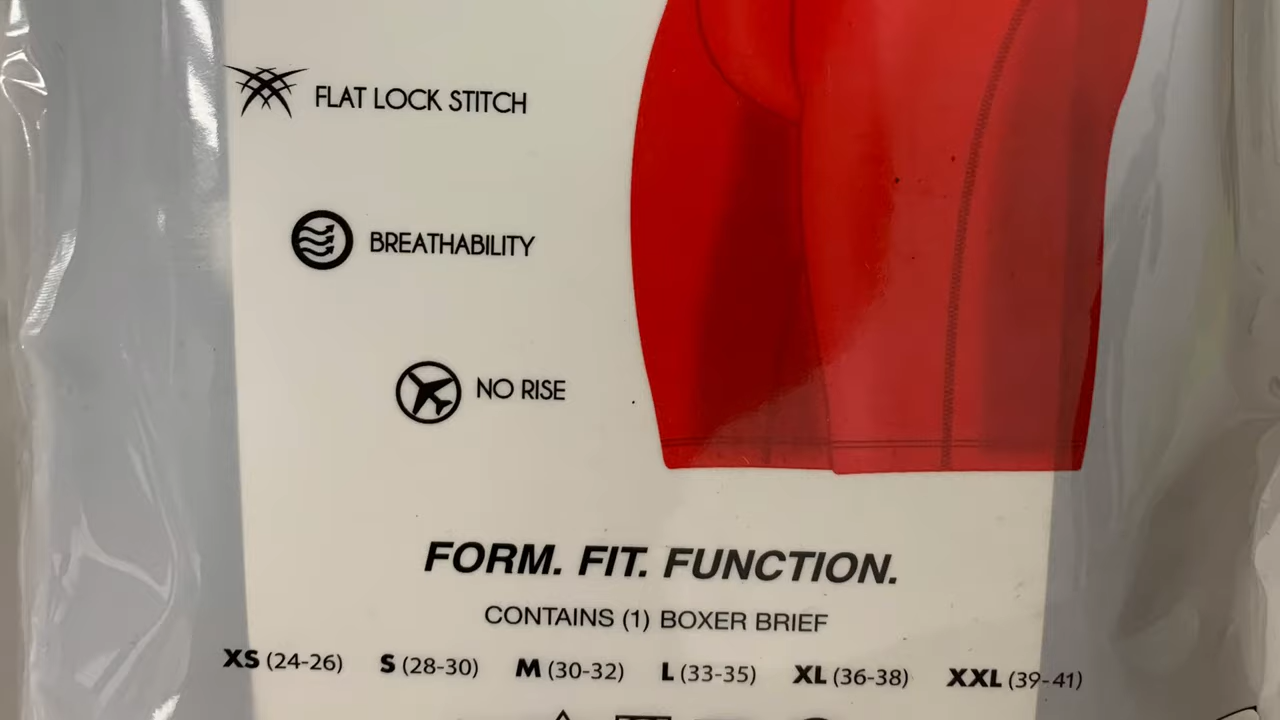 FLAT LOCK STITCH
BREATHABILITY
NO RISE
FORM. FIT. FUNCTION.
CONTAINS (1) BOXER BRIEF
XS (24-26) S (28-30) M (30-32) L (33-35) XL (36-38) XXL (39-41)